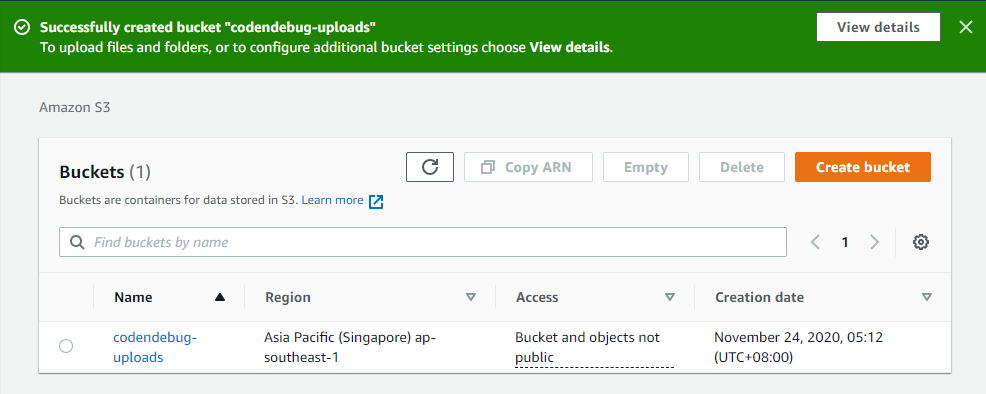 Successfully created bucket "codendebug-uploads"
View details
To upload files and folders, or to configure additional bucket settings choose View details.
Amazon S3
Buckets (1)
Copy ARN
Empty
Delete
Create bucket
Buckets are containers for data stored in S3. Learn more
Find buckets by name
1
Name
Region
Access
Creation date
codendebug-
uploads
Asia Pacific (Singapore) ap-
southeast-1
Bucket and objects not
public
November 24, 2020, 05:12
(UTC+08:00)